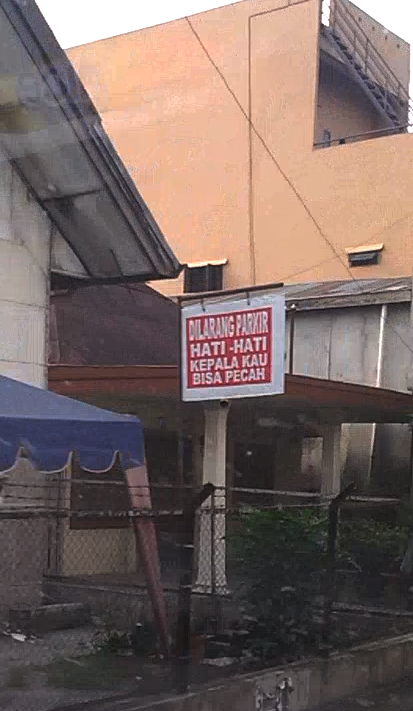 DILARANG PARKIR
HATI -HATI
KEPALA KAU
BISA PECAH